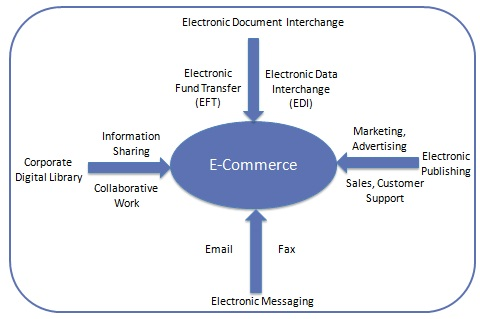 Electronic Document Interchange
Electronic
Fund Transfer
(EFT)
Electronic Data
Interchange
(EDI)
Information
Sharing
Marketing,
Advertising
Corporate
Digital Library
E-Commerce
Electronic
Publishing
Collaborative
Work
Sales, Customer
Support
Email
Fax
Electronic Messaging